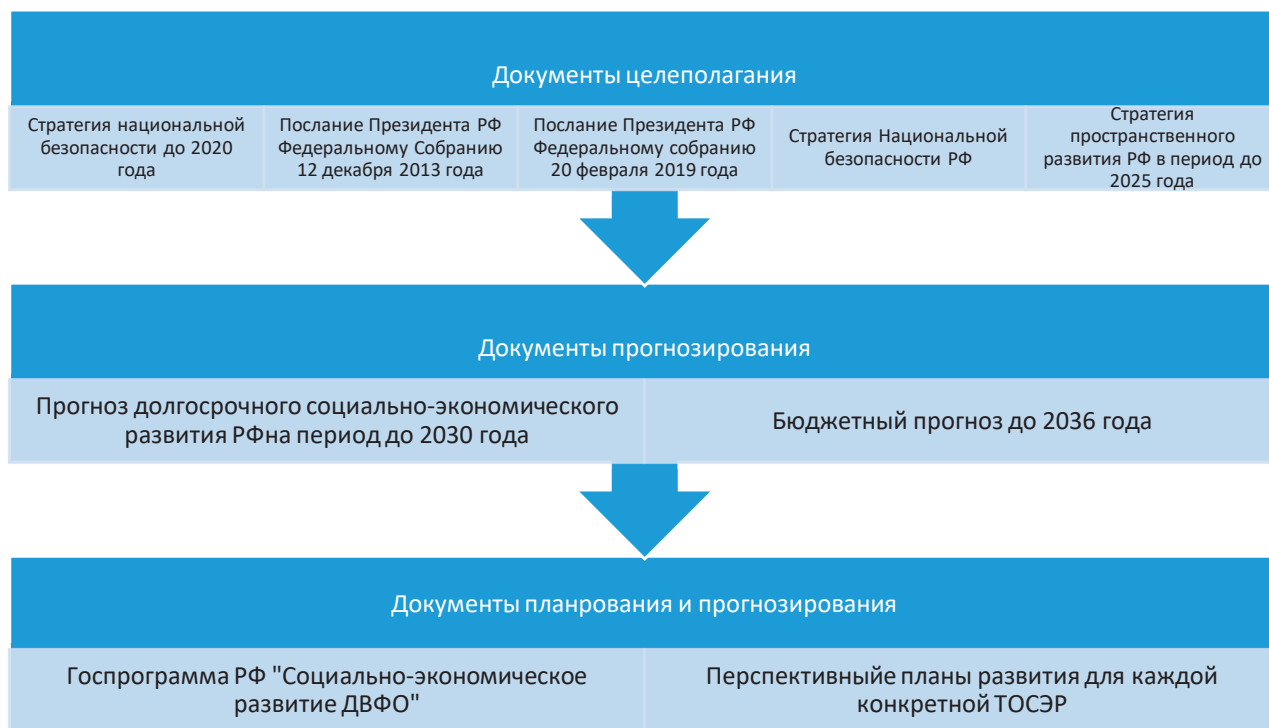 Документы целеполагания
Стратегия национальной
безопасности до 2020
года
Послание Президента РФ
Федеральному Собранию
12 декабря 2013 года
Послание Президента РФ
Федеральному собранию
20 февраля 2019 года
Стратегия Национальной
безопасности РФ
Стратегия
пространственного
развития РФ в период до
2025 года
Документы прогнозирования
Прогноз долгосрочного социально-экономического
развития РФна период до 2030 года
Бюджетный прогноз до 2036 года
Документы планрования и прогнозирования
Госпрограмма РФ "Социально-экономическое
развитие ДВФО"
Перспективныйе планы развития для каждой
конкретной ТОСЭР